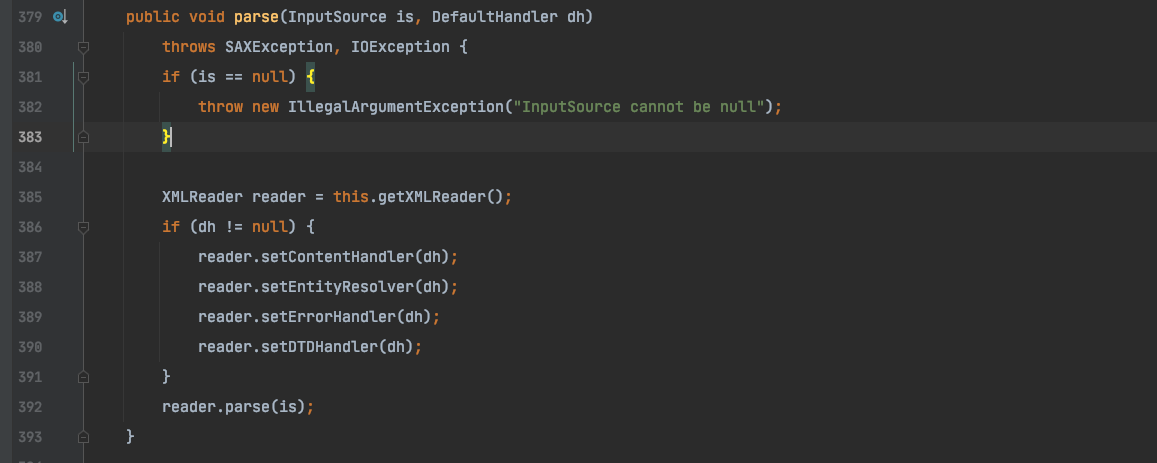 379 public void parse(InputSource is, DefaultHandler dh)
380 throws SAXException, IOException {
381 if (is == null) {
382 throw new IllegalArgumentException("InputSource cannot be null");
383 }
384
385 XMLReader reader = this.getXMLReader();
386 if (dh != null) {
387 reader.setContentHandler(dh);
388 reader.setEntityResolver(dh);
389 reader.setErrorHandler(dh);
390 reader.setDTDHandler(dh);
391 }
392 reader.parse(is);
393 }